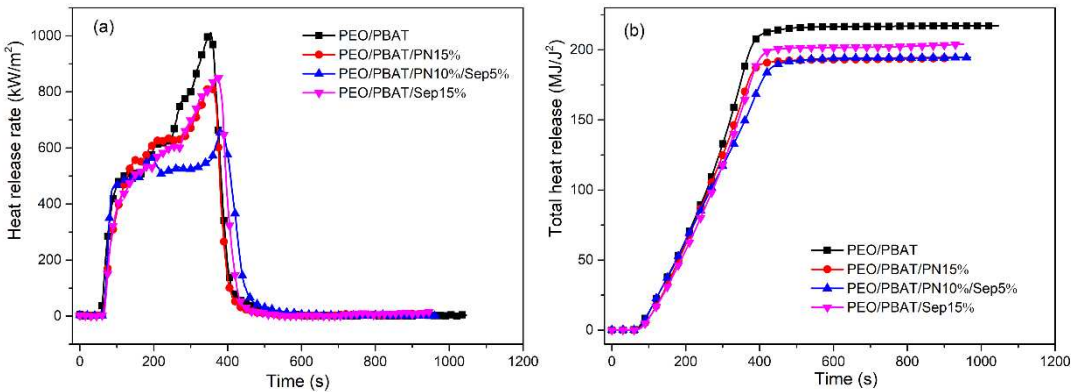 (a)
PEO/PBAT
PEO/PBAT/PN15%
PEO/PBAT/PN10%/Sep5%
PEO/PBAT/Sep15%
Heat release rate (kW/m²)
1000
800
600
400
200
0
0 200 400 600 800 1000 1200
Time (s)
(b)
Total heat release (MJ/J²)
200
150
100
50
0
PEO/PBAT
PEO/PBAT/PN15%
PEO/PBAT/PN10%/Sep5%
PEO/PBAT/Sep15%
0 200 400 600 800 1000 1200
Time (s)